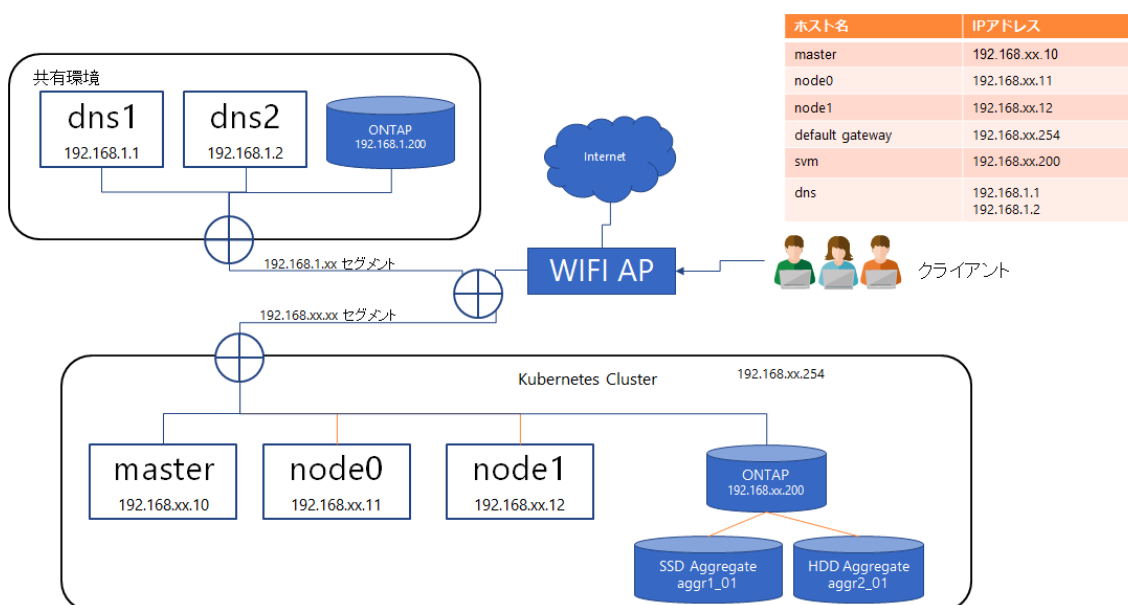 ホスト名 IPアドレス
master 192.168.xx.10
node0 192.168.xx.11
node1 192.168.xx.12
default gateway 192.168.xx.254
svm 192.168.xx.200
dns 192.168.1.1
192.168.1.2
共有環境
dns1
192.168.1.1
dns2
192.168.1.2
ONTAP
192.168.1.200
Internet
WIFI AP
クライアント
192.168.1.xx セグメント
192.168.xx.xx セグメント
Kubernetes Cluster
192.168.xx.254
master
192.168.xx.10
node0
192.168.xx.11
node1
192.168.xx.12
ONTAP
192.168.xx.200
SSD Aggregate
aggr1_01
HDD Aggregate
aggr2_01